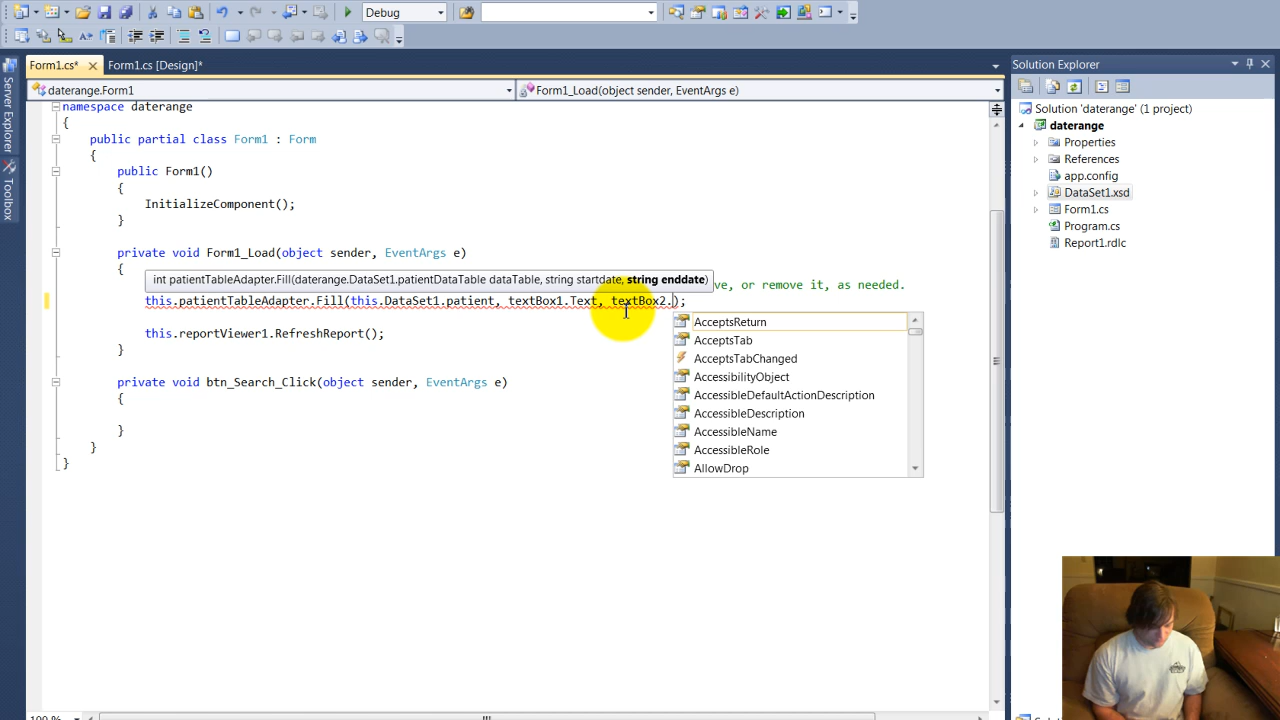 Debug
Form1.cs*
Form1.cs [Design]*
Solution Explorer
daterange.Form1
Form1_Load(object sender, EventArgs e)
Server Explorer
Toolbox
namespace daterange
{
public partial class Form1 : Form
{
public Form1()
{
InitializeComponent();
}
private void Form1_Load(object sender, EventArgs e)
{
int patientTableAdapter.Fill(daterange.DataSet1.patientDataTable dataTable, string startdate, string enddate)
ve, or remove it, as needed.
this.patientTableAdapter.Fill(this.DataSet1.patient, textBox1.Text, textBox2.);
this.reportViewer1.RefreshReport();
}
private void btn_Search_Click(object sender, EventArgs e)
{
}
}
}
AcceptsReturn
AcceptsTab
AcceptsTabChanged
AccessibilityObject
AccessibleDefaultActionDescription
AccessibleDescription
AccessibleName
AccessibleRole
AllowDrop
Solution 'daterange' (1 project)
daterange
Properties
References
app.config
DataSet1.xsd
Form1.cs
Program.cs
Report1.rdlc
100 %